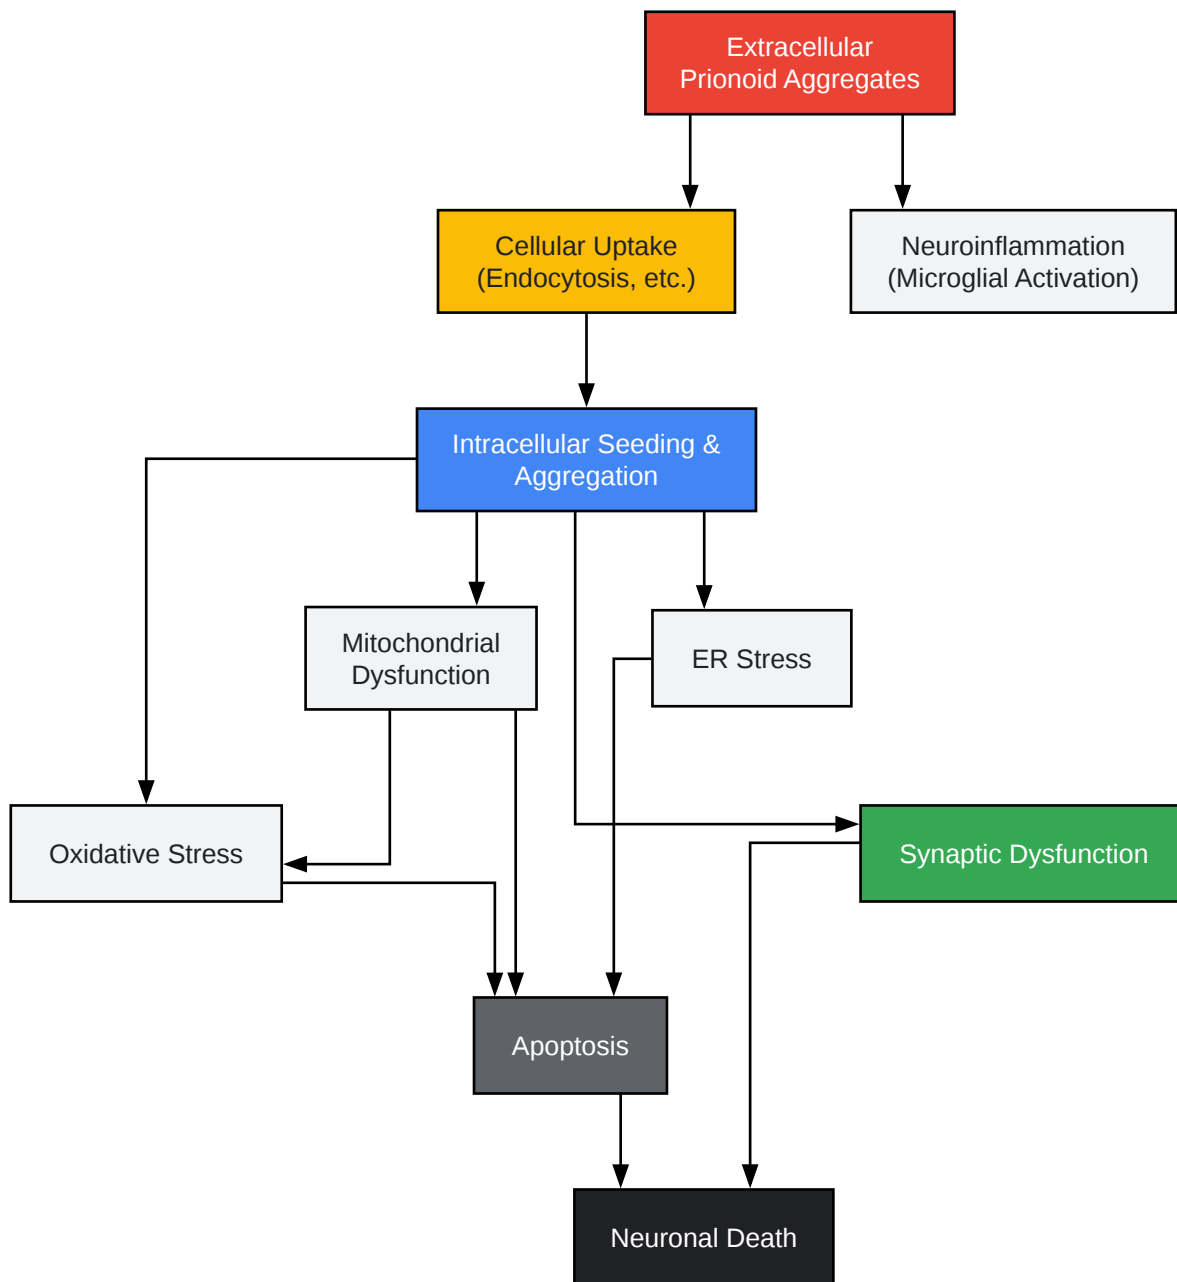 Extracellular
Prionoid Aggregates
Cellular Uptake
(Endocytosis, etc.)
Neuroinflammation
(Microglial Activation)
Intracellular Seeding &
Aggregation
Mitochondrial
Dysfunction
ER Stress
Oxidative Stress
Synaptic Dysfunction
Apoptosis
Neuronal Death